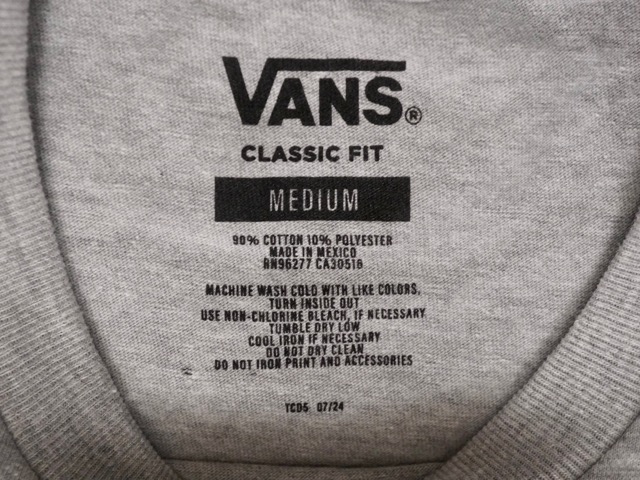 VANS®
CLASSIC FIT
MEDIUM
90% COTTON 10% POLYESTER
MADE IN MEXICO
RN96277 CA30516
MACHINE WASH COLD WITH LIKE COLORS,
TURN INSIDE OUT
USE NON-CHLORINE BLEACH, IF NECESSARY
TUMBLE DRY LOW
COOL IRON IF NECESSARY
DO NOT DRY CLEAN
DO NOT IRON PRINT AND ACCESSORIES
TCD5 07/24